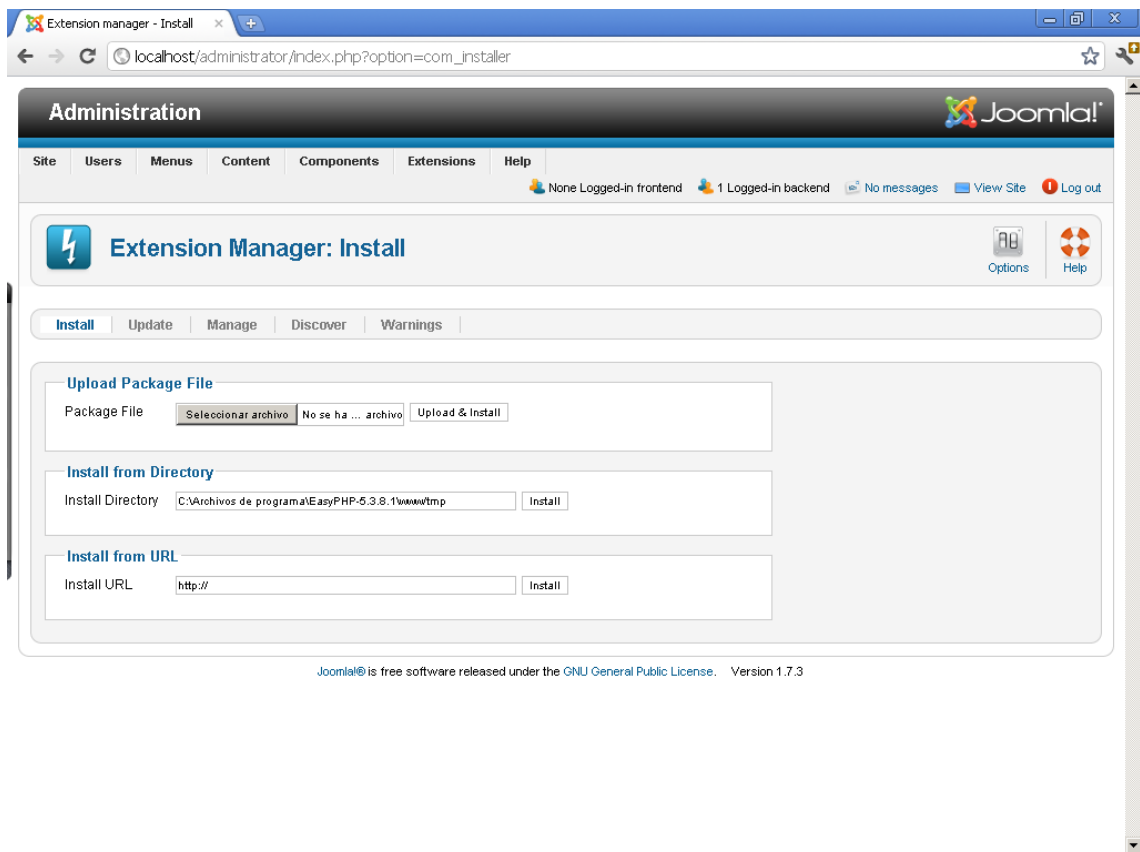 Extension manager - Install
localhost/administrator/index.php?option=com_installer
Administration
Joomla!
Site Users Menus Content Components Extensions Help
None Logged-in frontend 1 Logged-in backend No messages View Site Log out
Extension Manager: Install
Options Help
Install Update Manage Discover Warnings
Upload Package File
Package File Seleccionar archivo No se ha ... archivo Upload & Install
Install from Directory
Install Directory C:\Archivos de programa\EasyPHP-5.3.8.1\www/tmp Install
Install from URL
Install URL http:// Install
Joomla!® is free software released under the GNU General Public License. Version 1.7.3